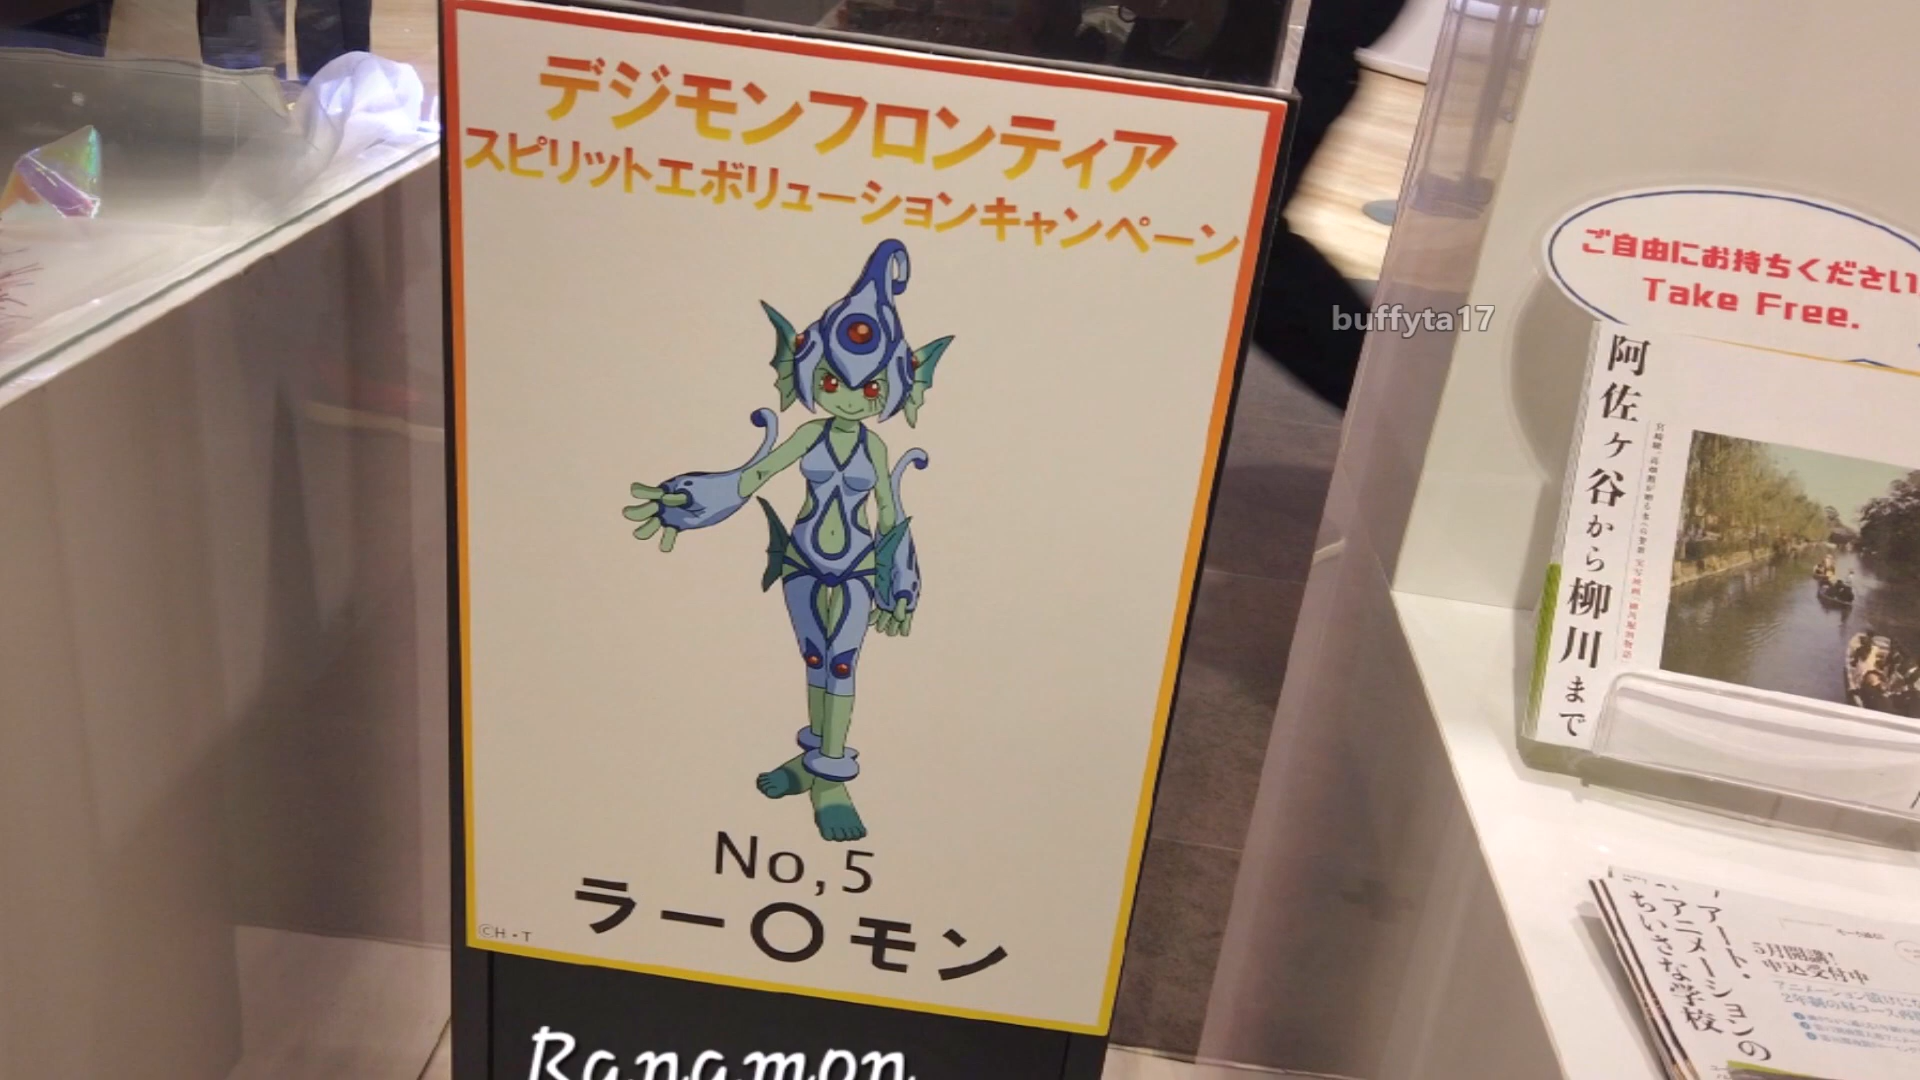 デジモンフロンティア
スピリットエボリューションキャンペーン
No,5
ラー〇モン
©H・T
Ranamon
buffyta17
ご自由にお持ちください
Take Free.
阿佐ヶ谷から柳川まで
アート・
アニメーションの
ちいさな学校
5月開講!
申込受付中